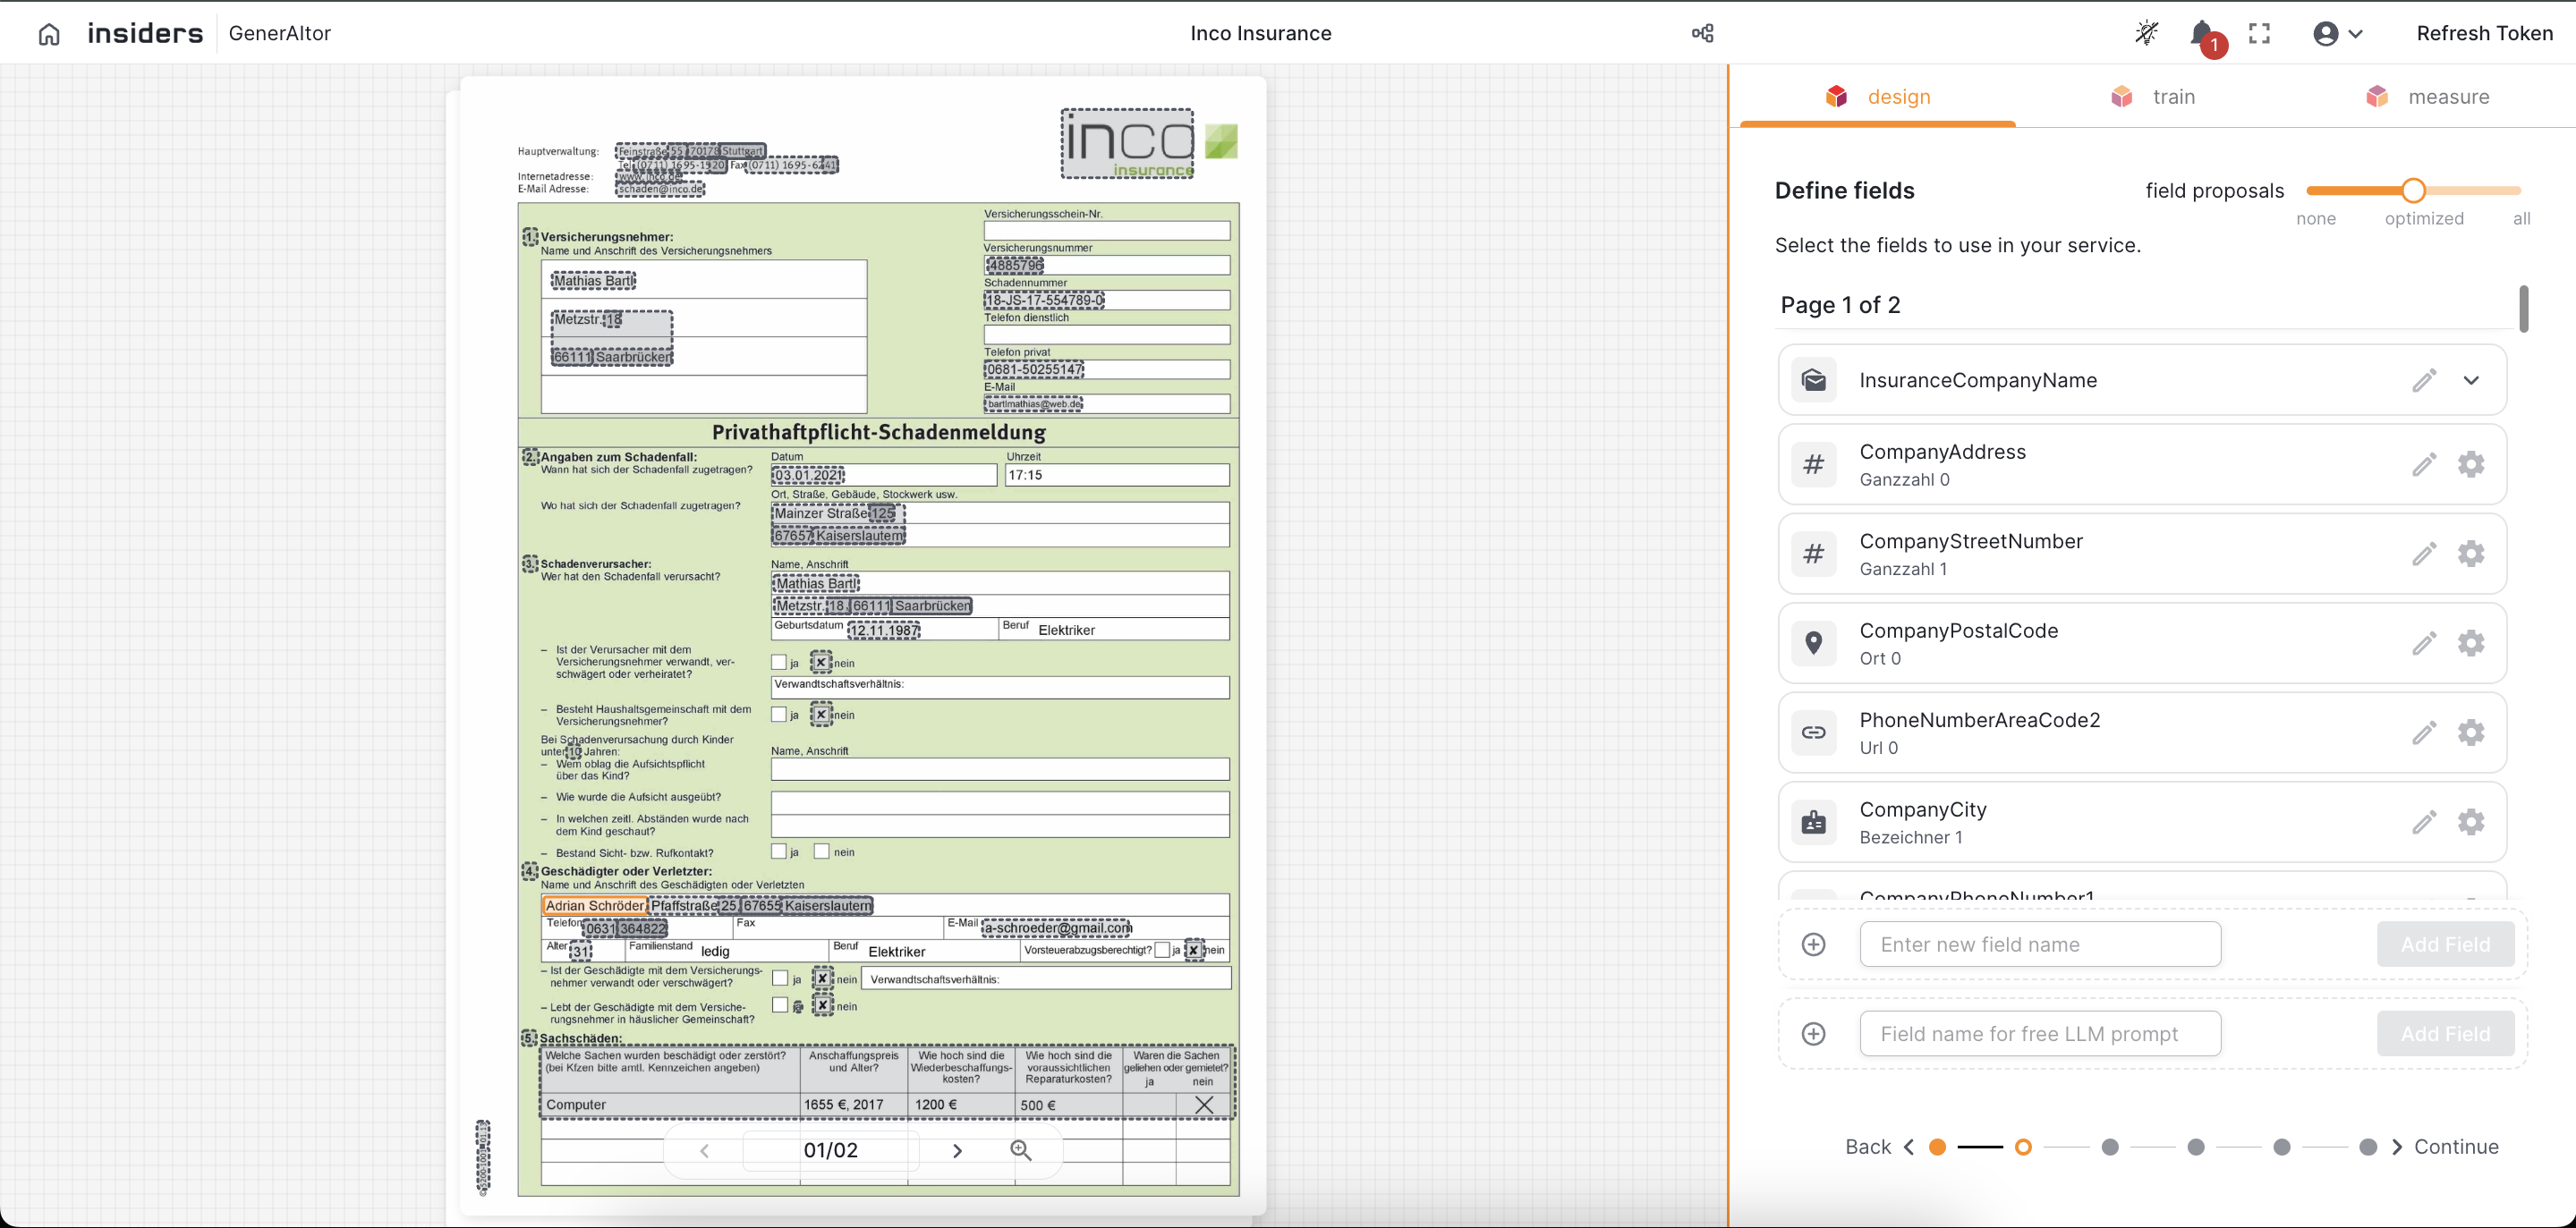 insiders GenerAItor
Inco Insurance
1
Refresh Token
Hauptverwaltung: Feinstraße 55, 70178 Stuttgart
Tel. (0711) 1695-1520 Fax (0711) 1695-6241
Internetadresse: www.inco.de
E-Mail Adresse: schaden@inco.de
inco
insurance
1. Versicherungsnehmer:
Name und Anschrift des Versicherungsnehmers
Mathias Bartl
Metzstr. 18
66111 Saarbrücken
Versicherungsschein-Nr.
Versicherungsnummer
4885796
Schadennummer
18-JS-17-554789-0
Telefon dienstlich
Telefon privat
0681-50255147
E-Mail
bartlmathias@web.de
Privathaftpflicht-Schadenmeldung
2. Angaben zum Schadenfall:
Wann hat sich der Schadenfall zugetragen?
Datum
03.01.2021
Uhrzeit
17:15
Wo hat sich der Schadenfall zugetragen?
Ort, Straße, Gebäude, Stockwerk usw.
Mainzer Straße 125
67657 Kaiserslautern
3. Schadenverursacher:
Wer hat den Schadenfall verursacht?
Name, Anschrift
Mathias Bartl
Metzstr. 18, 66111 Saarbrücken
Geburtsdatum 12.11.1987 Beruf Elektriker
– Ist der Verursacher mit dem
Versicherungsnehmer verwandt, ver-
schwägert oder verheiratet?
ja x nein
Verwandtschaftsverhältnis:
– Besteht Haushaltsgemeinschaft mit dem
Versicherungsnehmer?
ja x nein
Bei Schadenverursachung durch Kinder
unter 10 Jahren:
Name, Anschrift
– Wem oblag die Aufsichtspflicht
über das Kind?
– Wie wurde die Aufsicht ausgeübt?
– In welchen zeitl. Abständen wurde nach
dem Kind geschaut?
– Bestand Sicht- bzw. Rufkontakt? ja nein
4. Geschädigter oder Verletzter:
Name und Anschrift des Geschädigten oder Verletzten
Adrian Schröder, Pfaffstraße 25, 67655 Kaiserslautern
Telefon 0631 364822 Fax E-Mail a-schroeder@gmail.com
Alter 31 Familienstand ledig Beruf Elektriker Vorsteuerabzugsberechtigt? ja x nein
– Ist der Geschädigte mit dem Versicherungs-
nehmer verwandt oder verschwägert?
ja x nein Verwandtschaftsverhältnis:
– Lebt der Geschädigte mit dem Versiche-
rungsnehmer in häuslicher Gemeinschaft?
ja x nein
5. Sachschäden:
Welche Sachen wurden beschädigt oder zerstört?
(bei Kfzen bitte amtl. Kennzeichen angeben)
Anschaffungspreis
und Alter?
Wie hoch sind die
Wiederbeschaffungs-
kosten?
Wie hoch sind die
voraussichtlichen
Reparaturkosten?
Waren die Sachen
geliehen oder gemietet?
ja nein
Computer 1655 €, 2017 1200 € 500 € X
01/02
design train measure
Define fields
field proposals
none optimized all
Select the fields to use in your service.
Page 1 of 2
InsuranceCompanyName
CompanyAddress
Ganzzahl 0
CompanyStreetNumber
Ganzzahl 1
CompanyPostalCode
Ort 0
PhoneNumberAreaCode2
Url 0
CompanyCity
Bezeichner 1
CompanyPhoneNumber1
Enter new field name
Add Field
Field name for free LLM prompt
Add Field
Back
Continue